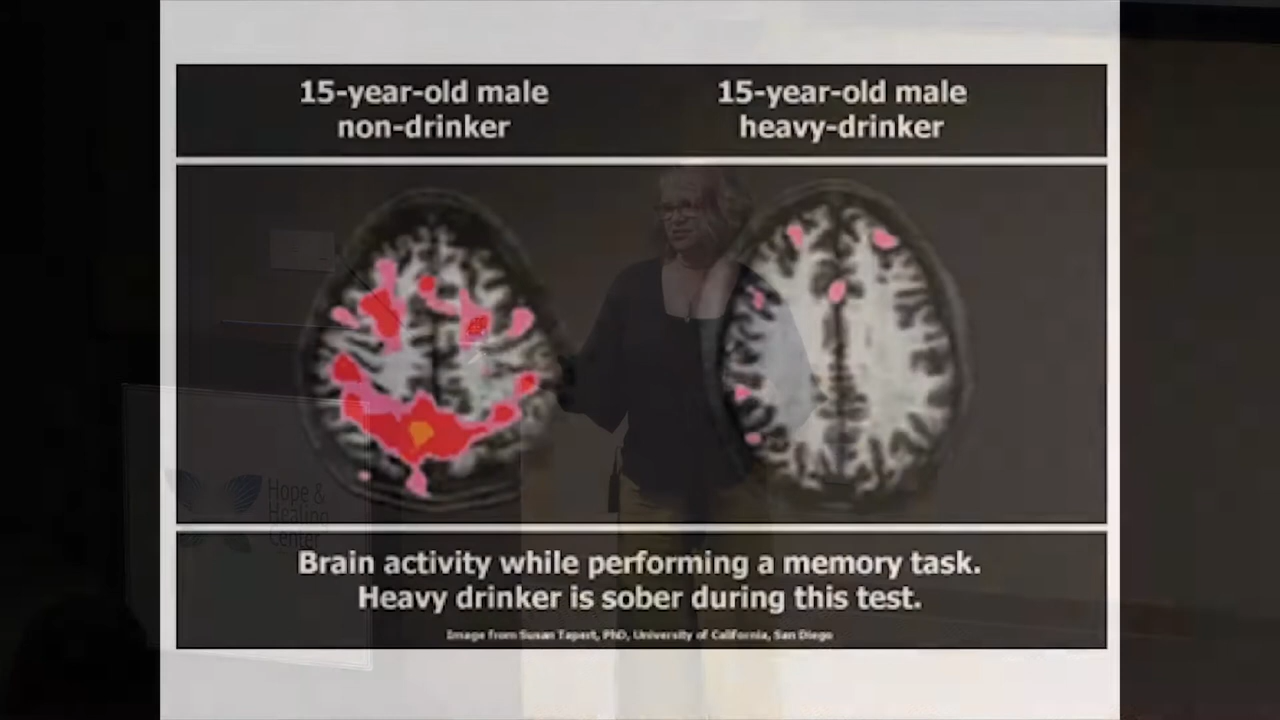 15-year-old male
non-drinker
15-year-old male
heavy-drinker
Hope &
Healing
Center
Brain activity while performing a memory task.
Heavy drinker is sober during this test.
Image from Susan Tapert, PhD, University of California, San Diego